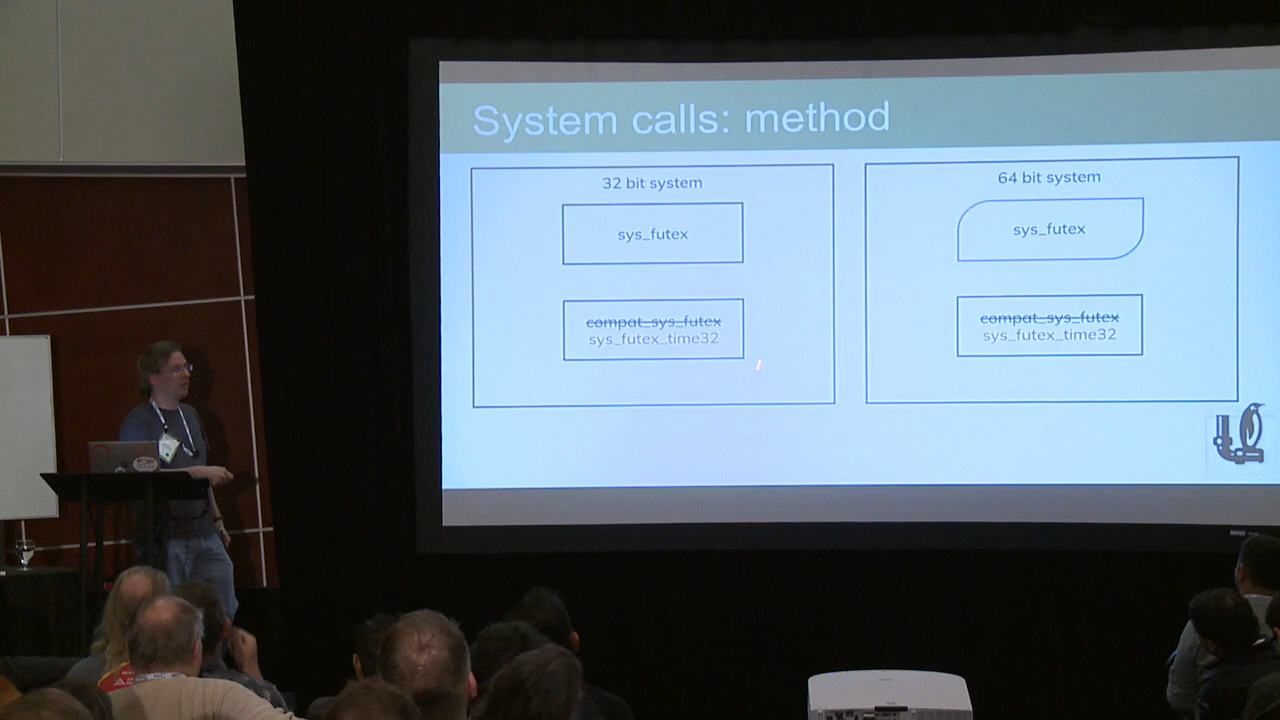 System calls: method
32 bit system
sys_futex
compat_sys_futex
sys_futex_time32
64 bit system
sys_futex
compat_sys_futex
sys_futex_time32